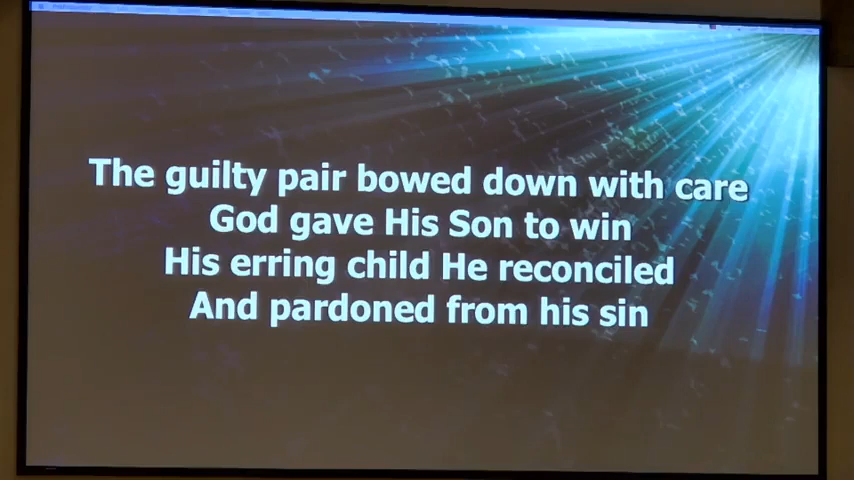 The guilty pair bowed down with care
God gave His Son to win
His erring child He reconciled
And pardoned from his sin